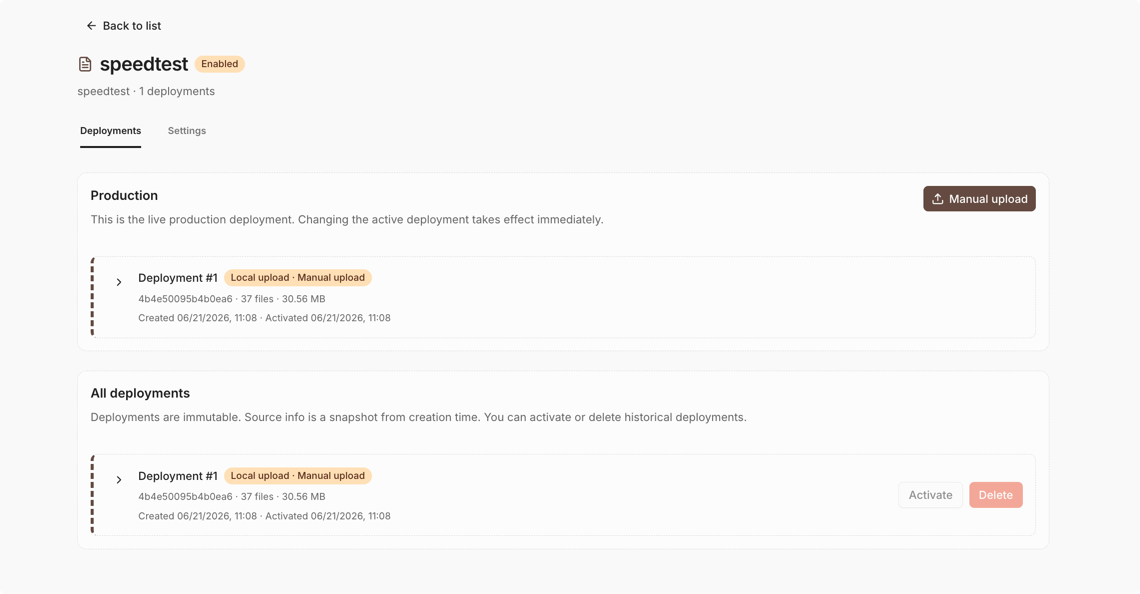 Back to list
speedtest Enabled
speedtest · 1 deployments
Deployments Settings
Production
Manual upload
This is the live production deployment. Changing the active deployment takes effect immediately.
Deployment #1 Local upload · Manual upload
4b4e50095b4b0ea6 · 37 files · 30.56 MB
Created 06/21/2026, 11:08 · Activated 06/21/2026, 11:08
All deployments
Deployments are immutable. Source info is a snapshot from creation time. You can activate or delete historical deployments.
Deployment #1 Local upload · Manual upload
4b4e50095b4b0ea6 · 37 files · 30.56 MB
Activate Delete
Created 06/21/2026, 11:08 · Activated 06/21/2026, 11:08